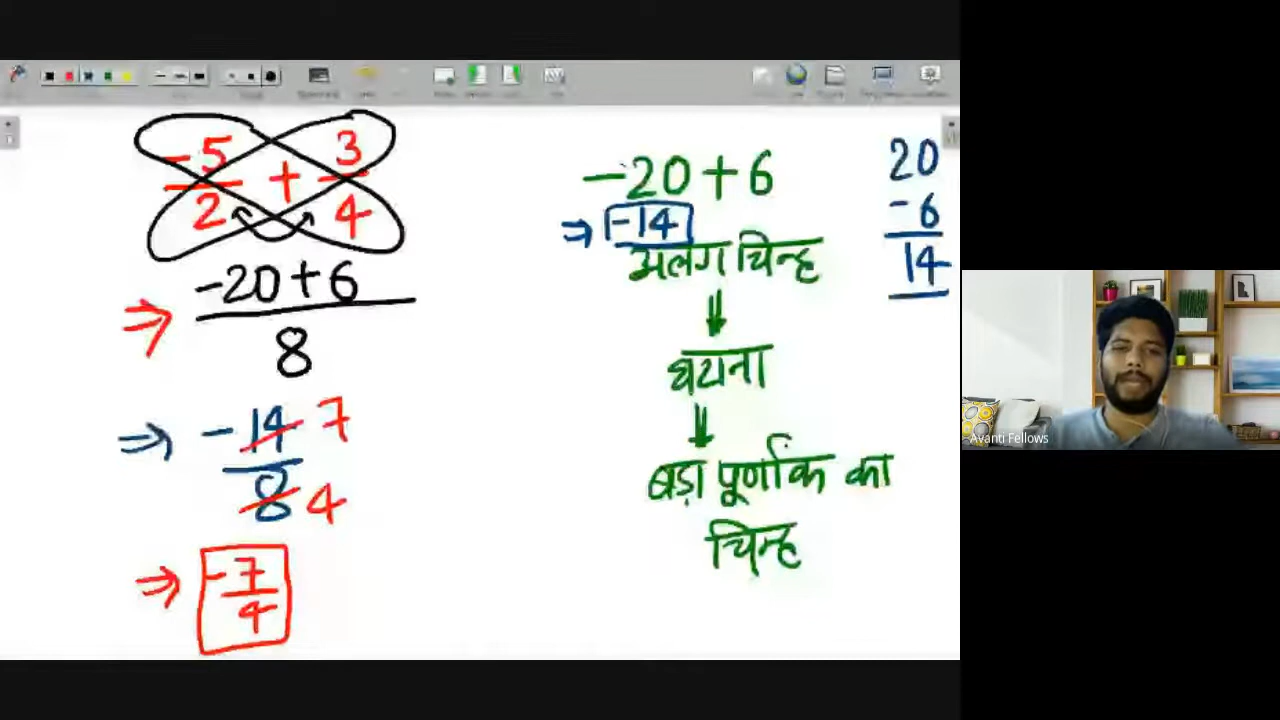 -5/2 + 3/4
⇒ -20+6/8
⇒ -14/8 7/4
⇒ -7/4
-20+6
⇒ -14
अलग चिन्ह
↓
घटाना
↓
बड़ा पूर्णांक का
चिन्ह
20
-6
14
Avanti Fellows